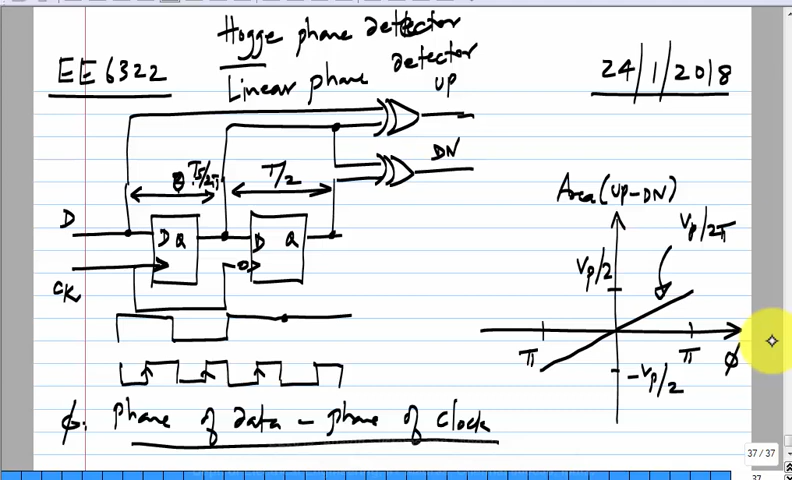 Hogge phase detector
EE6322
Linear phase detector
24/1/2018
UP
DN
T/2
D
D Q
D Q
CK
Area (UP-DN)
Vp/2π
Vp/2
π
π
ϕ
-Vp/2
ϕ: phase of data - phase of clock
37 / 37
37